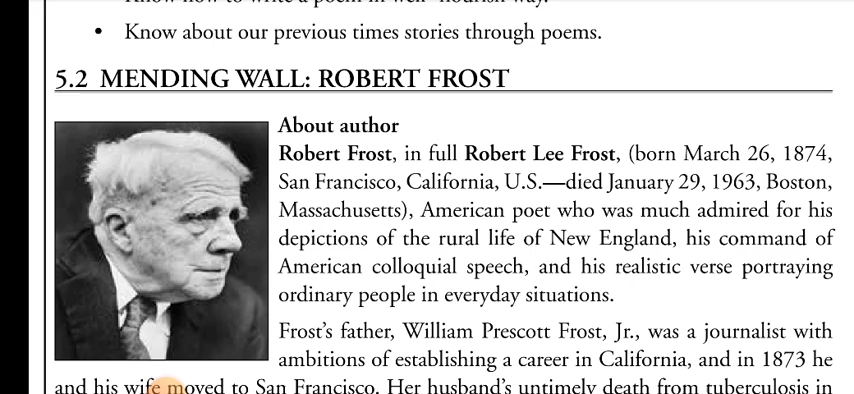 • Know about our previous times stories through poems.
5.2 MENDING WALL: ROBERT FROST
About author
Robert Frost, in full Robert Lee Frost, (born March 26, 1874,
San Francisco, California, U.S.—died January 29, 1963, Boston,
Massachusetts), American poet who was much admired for his
depictions of the rural life of New England, his command of
American colloquial speech, and his realistic verse portraying
ordinary people in everyday situations.
Frost's father, William Prescott Frost, Jr., was a journalist with
ambitions of establishing a career in California, and in 1873 he
and his wife moved to San Francisco. Her husband's untimely death from tuberculosis in